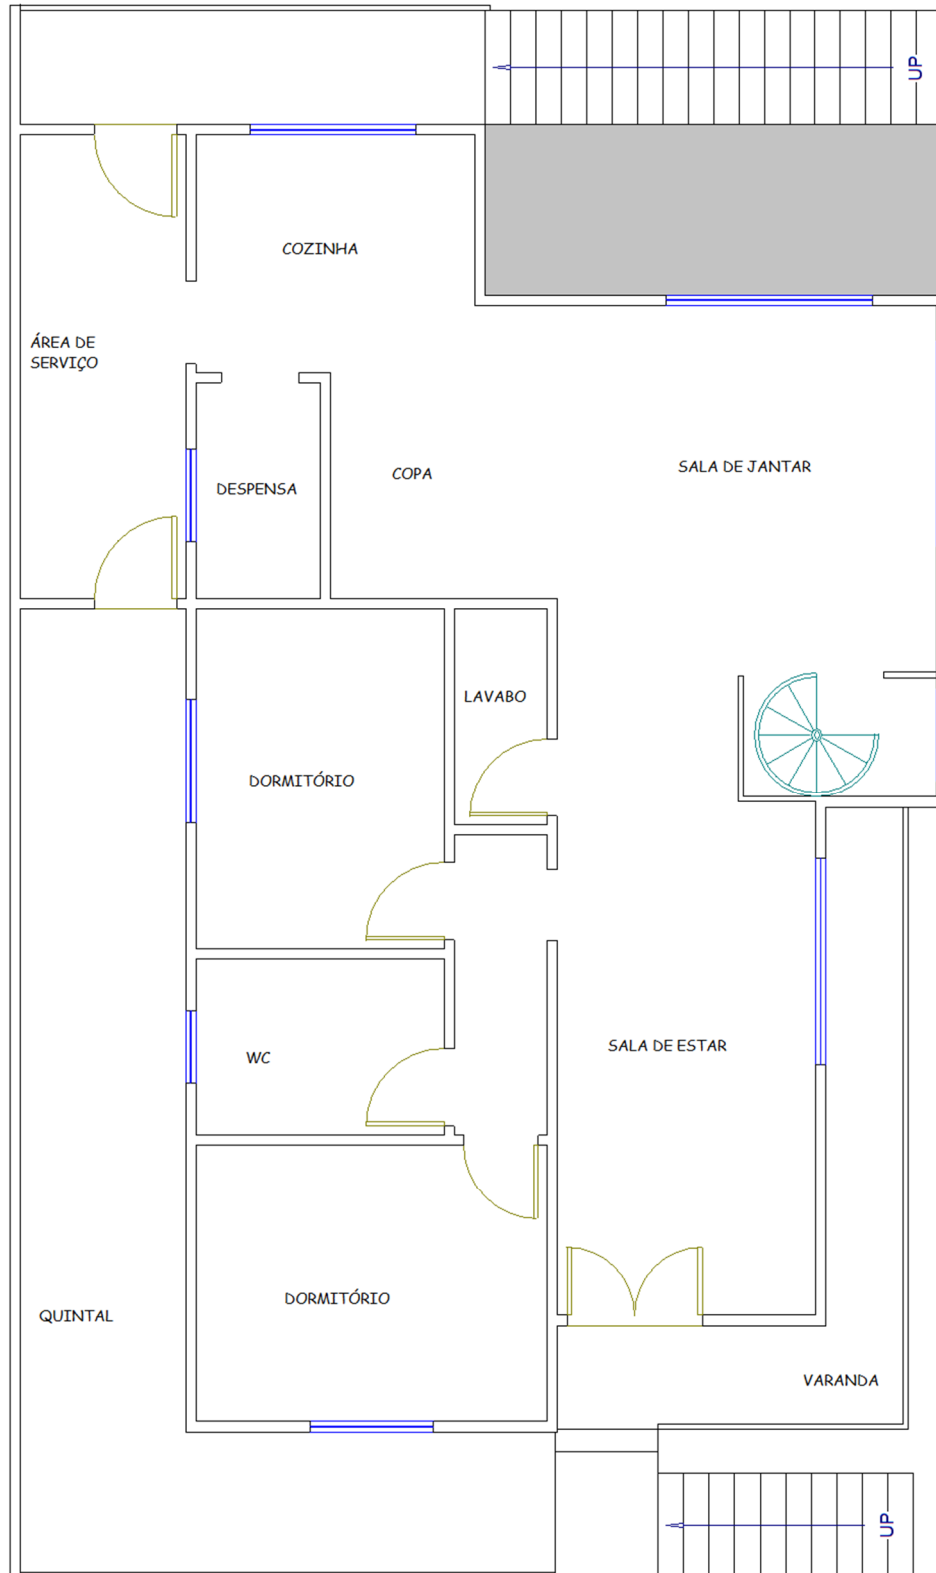 UP
COZINHA
ÁREA DE
SERVIÇO
SALA DE JANTAR
COPA
DESPENSA
LAVABO
DORMITÓRIO
SALA DE ESTAR
WC
DORMITÓRIO
QUINTAL
VARANDA
UP